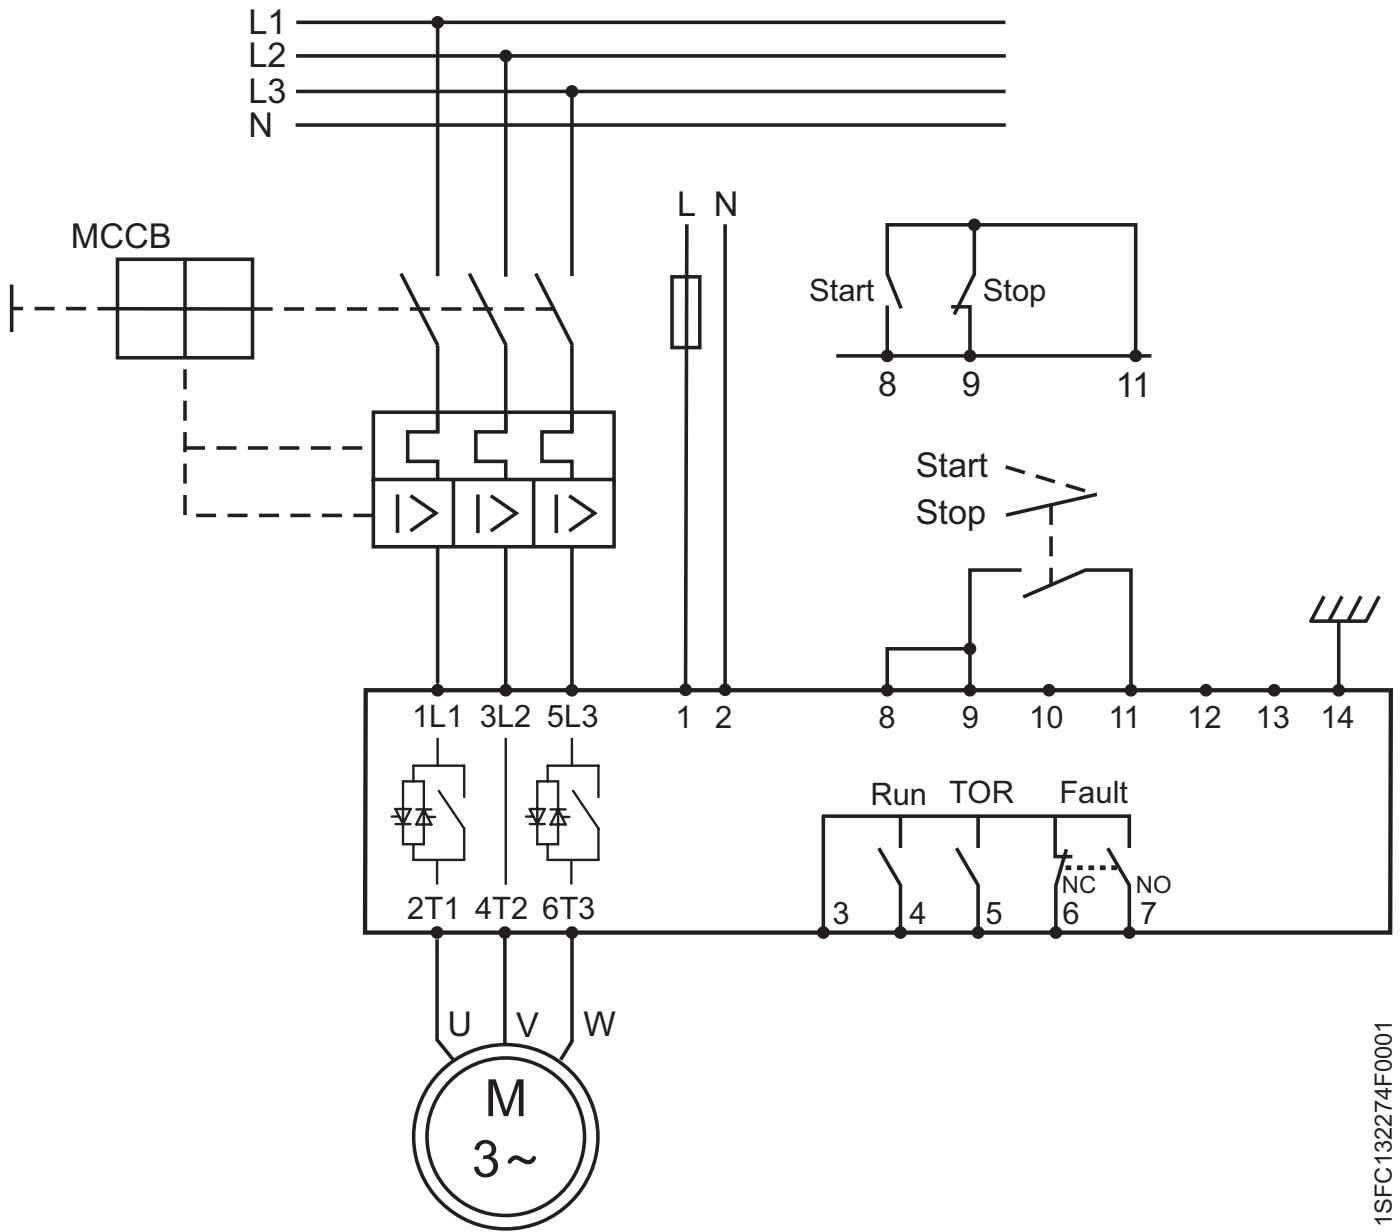 L1
L2
L3
N
L N
MCCB
Start Stop
8 9 11
Start
Stop
1L1 3L2 5L3 1 2 8 9 10 11 12 13 14
Run TOR Fault
NC NO
2T1 4T2 6T3 3 4 5 6 7
U V W
M
3~
1SFC132274F0001